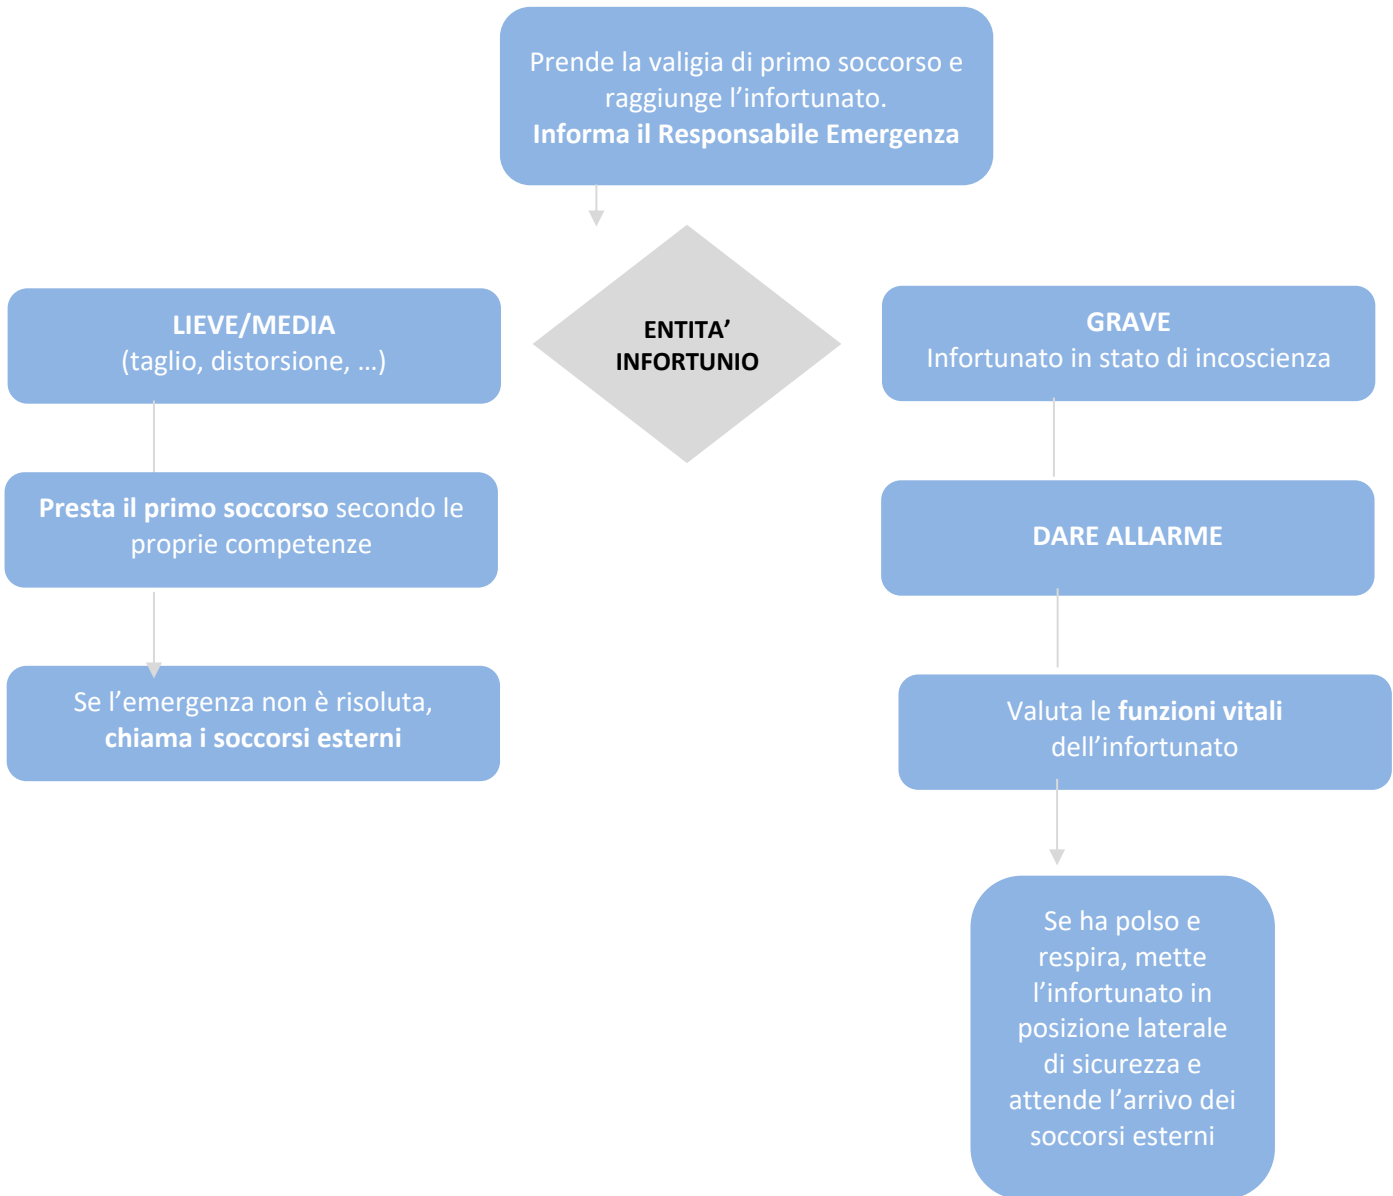 Prende la valigia di primo soccorso e
raggiunge l’infortunato.
Informa il Responsabile Emergenza
ENTITA’
INFORTUNIO
LIEVE/MEDIA
(taglio, distorsione, …)
Presta il primo soccorso secondo le
proprie competenze
Se l’emergenza non è risoluta,
chiama i soccorsi esterni
GRAVE
Infortunato in stato di incoscienza
DARE ALLARME
Valuta le funzioni vitali
dell’infortunato
Se ha polso e
respira, mette
l’infortunato in
posizione laterale
di sicurezza e
attende l’arrivo dei
soccorsi esterni